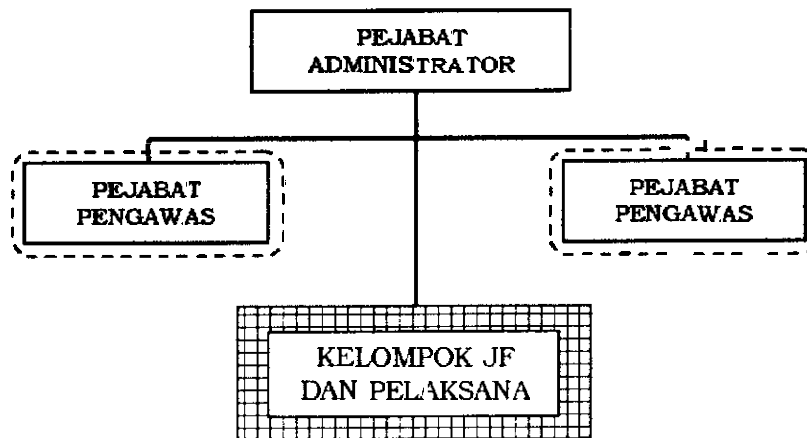 PEJABAT
ADMINISTRATOR
PEJABAT
PENGAWAS
PEJABAT
PENGAWAS
KELOMPOK JF
DAN PELAKSANA